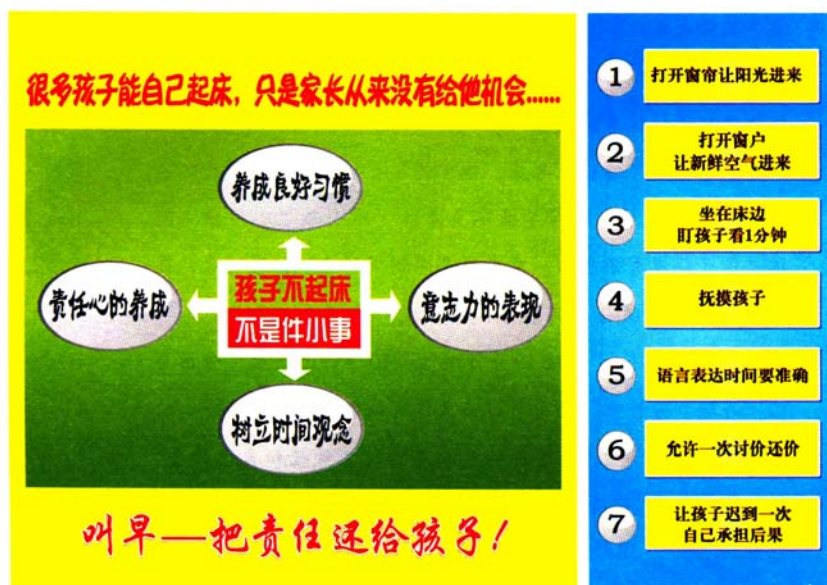 很多孩子能自己起床，只是家长从来没有给他机会……
养成良好习惯
责任心的养成
孩子不起床
不是件小事
意志力的表现
树立时间观念
叫早—把责任还给孩子！
1 打开窗帘让阳光进来
2 打开窗户
让新鲜空气进来
3 坐在床边
盯孩子看1分钟
4 抚摸孩子
5 语言表达时间要准确
6 允许一次讨价还价
7 让孩子迟到一次
自己承担后果